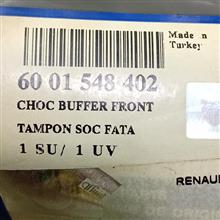 Made in
Turkey
60 01 548 402
CHOC BUFFER FRONT
TAMPON SOC FATA
1 SU/ 1 UV
RENAU